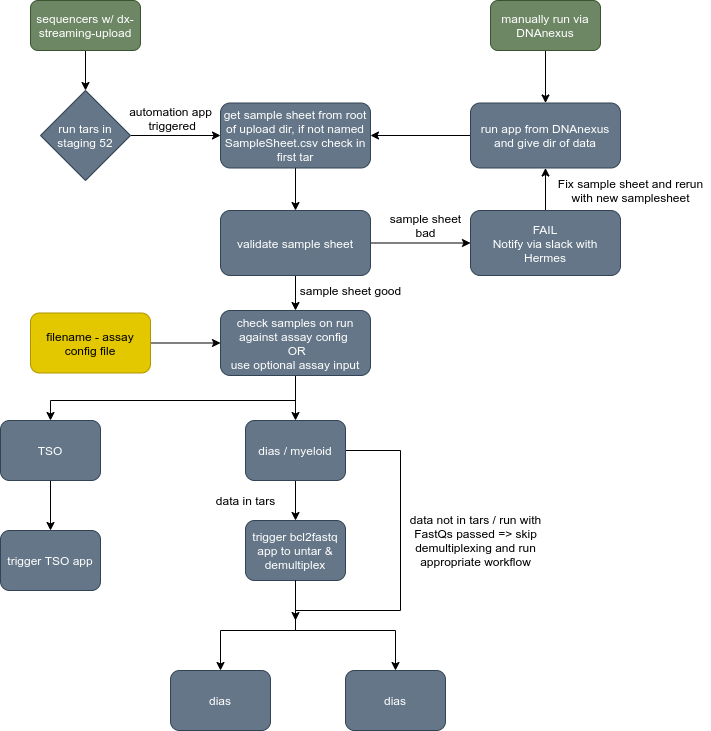 sequencers w/ dx-
streaming-upload
manually run via
DNAnexus
run tars in
staging 52
automation app
triggered
get sample sheet from root
of upload dir, if not named
SampleSheet.csv check in
first tar
run app from DNAnexus
and give dir of data
Fix sample sheet and rerun
with new samplesheet
validate sample sheet
sample sheet
bad
FAIL
Notify via slack with
Hermes
sample sheet good
filename - assay
config file
check samples on run
against assay config
OR
use optional assay input
TSO
dias / myeloid
data in tars
data not in tars / run with
FastQs passed => skip
demultiplexing and run
appropriate workflow
trigger TSO app
trigger bcl2fastq
app to untar &
demultiplex
dias
dias